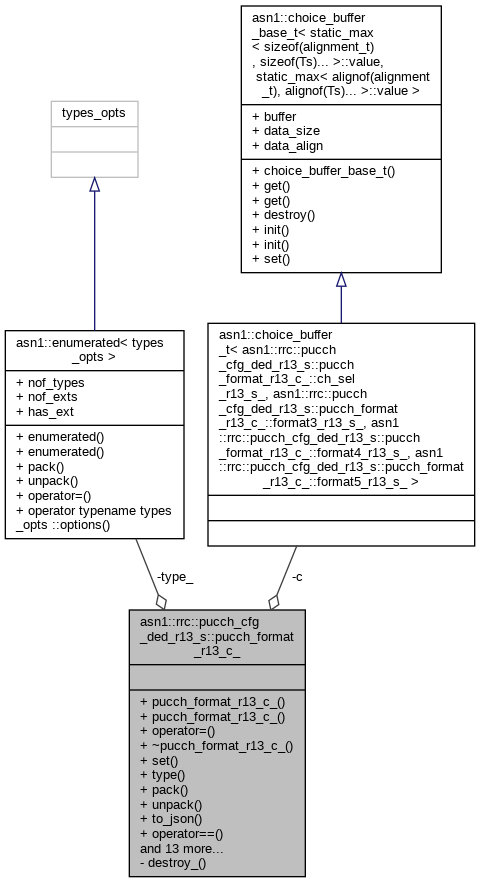 asn1::choice_buffer
_base_t< static_max
< sizeof(alignment_t)
, sizeof(Ts)... >::value,
static_max< alignof(alignment
_t), alignof(Ts)... >::value >
+ buffer
+ data_size
+ data_align
+ choice_buffer_base_t()
+ get()
+ get()
+ destroy()
+ init()
+ init()
+ set()
types_opts
asn1::enumerated< types
_opts >
+ nof_types
+ nof_exts
+ has_ext
+ enumerated()
+ enumerated()
+ pack()
+ unpack()
+ operator=()
+ operator typename types
_opts ::options()
asn1::choice_buffer
_t< asn1::rrc::pucch
_cfg_ded_r13_s::pucch
_format_r13_c_::ch_sel
_r13_s_, asn1::rrc::pucch
_cfg_ded_r13_s::pucch_format
_r13_c_::format3_r13_s_, asn1
::rrc::pucch_cfg_ded_r13_s::pucch
_format_r13_c_::format4_r13_s_, asn1
::rrc::pucch_cfg_ded_r13_s::pucch_format
_r13_c_::format5_r13_s_ >
-type_
-c
asn1::rrc::pucch_cfg
_ded_r13_s::pucch_format
_r13_c_
+ pucch_format_r13_c_()
+ pucch_format_r13_c_()
+ operator=()
+ ~pucch_format_r13_c_()
+ set()
+ type()
+ pack()
+ unpack()
+ to_json()
+ operator==()
and 13 more...
- destroy_()